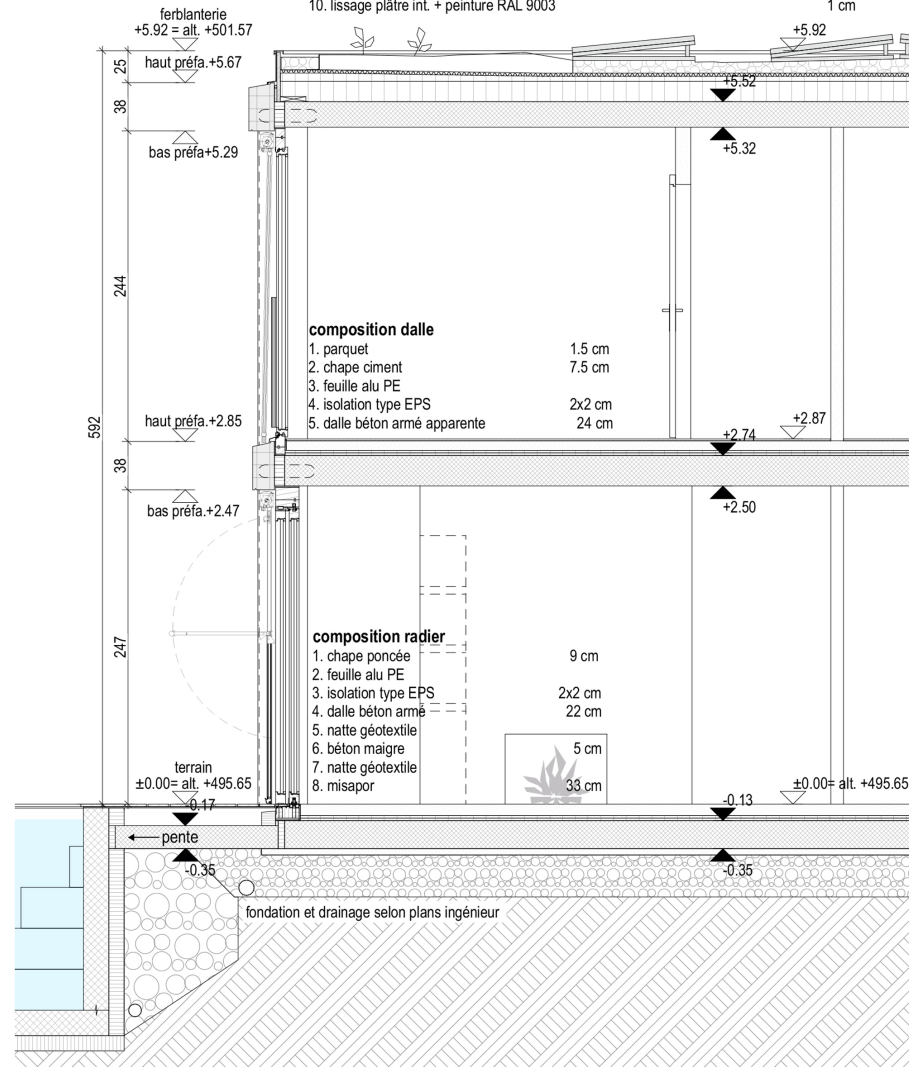 10. lissage plâtre int. + peinture RAL 9003 1 cm
ferblanterie
+5.92 = alt. +501.57
+5.92
25
haut préfa.+5.67
+5.52
38
bas préfa+5.29
+5.32
244
composition dalle
1. parquet 1.5 cm
2. chape ciment 7.5 cm
3. feuille alu PE
4. isolation type EPS 2x2 cm
5. dalle béton armé apparente 24 cm
592
haut préfa.+2.85
+2.87
+2.74
38
bas préfa.+2.47
+2.50
247
composition radier
1. chape poncée 9 cm
2. feuille alu PE
3. isolation type EPS 2x2 cm
4. dalle béton armé 22 cm
5. natte géotextile
6. béton maigre 5 cm
7. natte géotextile
8. misapor 33 cm
terrain
±0.00= alt. +495.65
±0.00= alt. +495.65
-0.17
-0.13
pente
-0.35
-0.35
fondation et drainage selon plans ingénieur